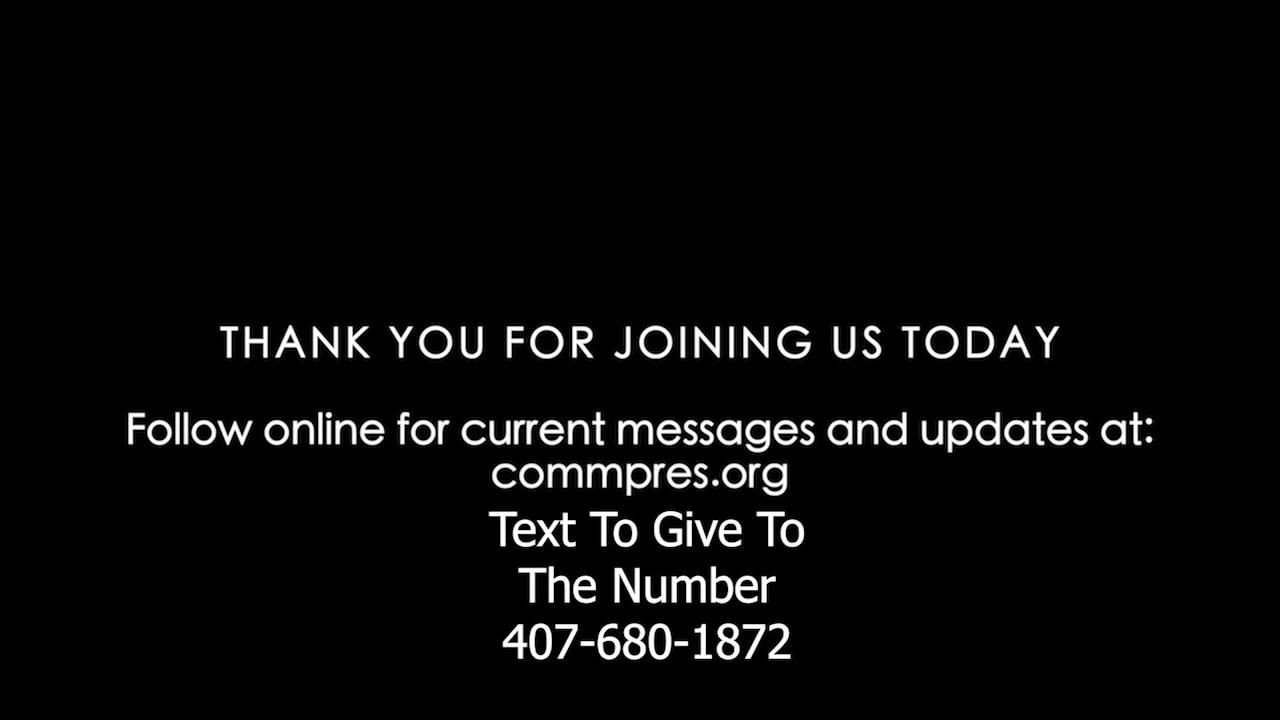 THANK YOU FOR JOINING US TODAY
Follow online for current messages and updates at:
commpres.org
Text To Give To
The Number
407-680-1872